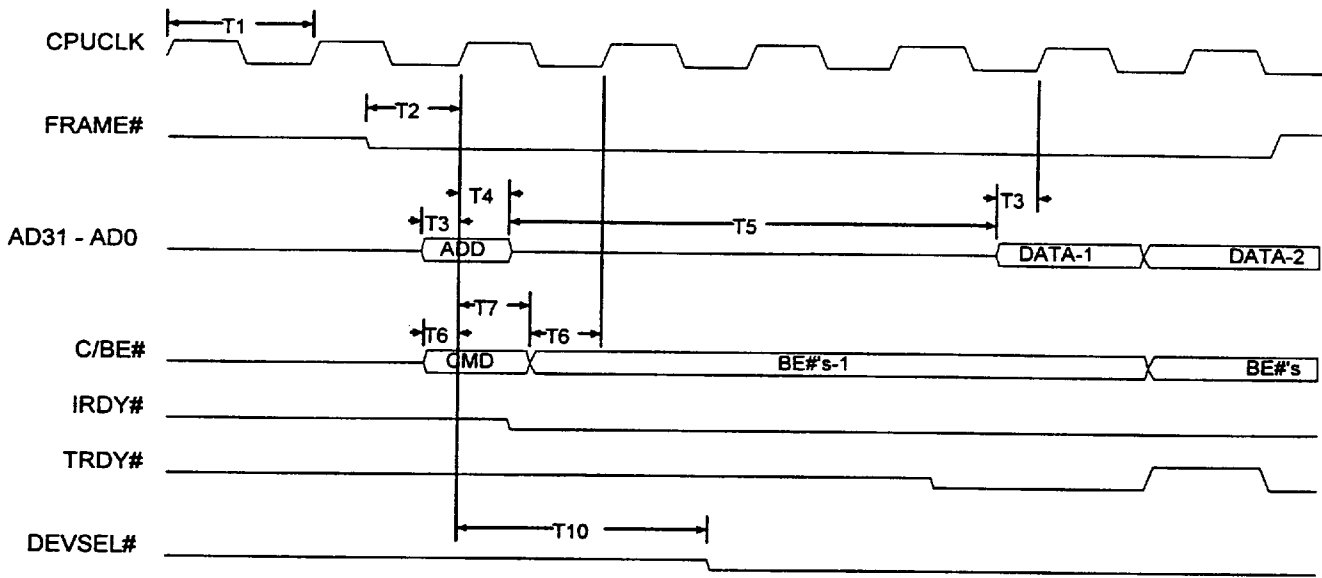 T1
CPUCLK
T2
FRAME#
T4
T3
T3
T5
AD31 - AD0
ADD
DATA-1
DATA-2
T7
T6
T6
C/BE#
CMD
BE#'s-1
BE#'s
IRDY#
TRDY#
T10
DEVSEL#